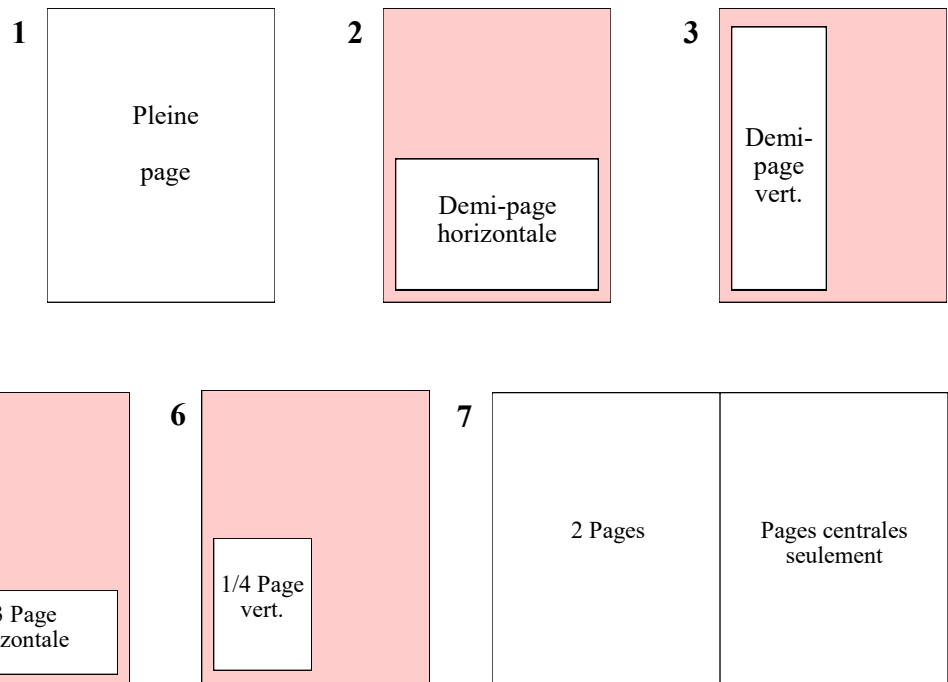 1
Pleine
page
2
Demi-page
horizontale
3
Demi-
page
vert.
Page
6
1/4 Page
vert.
7
2 Pages
Pages centrales
seulement